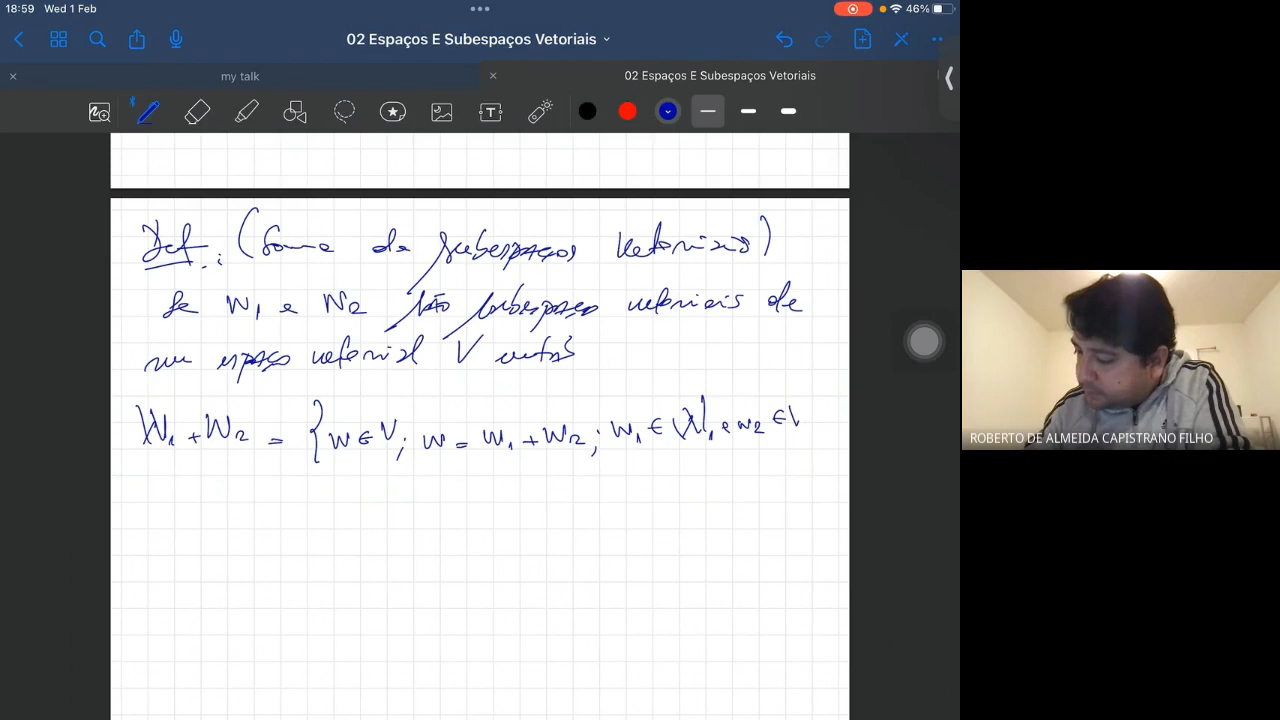 18:59 Wed 1 Feb
46%
02 Espaços E Subespaços Vetoriais
my talk
02 Espaços E Subespaços Vetoriais
T
Def.: (Soma de subespaços vetoriais)
Se W1 e W2 são subespaços vetoriais de
um espaço vetorial V então
W1 + W2 = {w ∈ V; w = w1 + w2; w1 ∈ W1 e w2 ∈ V
ROBERTO DE ALMEIDA CAPISTRANO FILHO